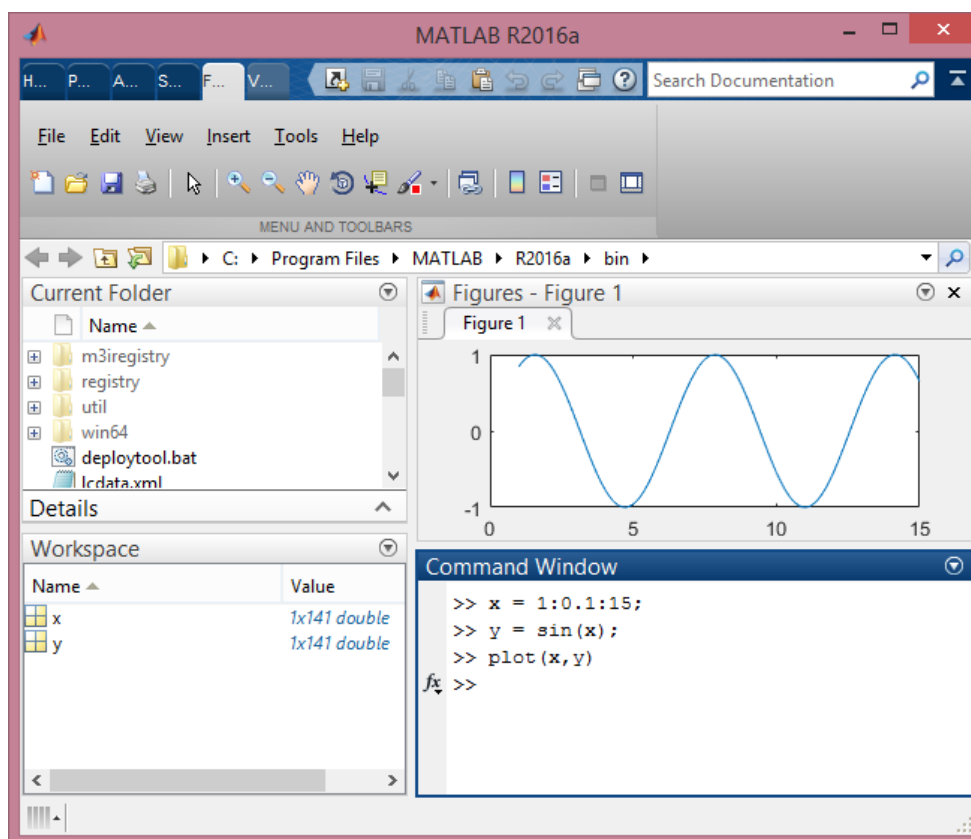 MATLAB R2016a
H... P... A... S... F... V... Search Documentation
File Edit View Insert Tools Help
MENU AND TOOLBARS
C: Program Files MATLAB R2016a bin
Current Folder
Name
m3iregistry
registry
util
win64
deploytool.bat
lcdata.xml
Details
Workspace
Name Value
x 1x141 double
y 1x141 double
Figures - Figure 1
Figure 1
1
0
-1
0 5 10 15
Command Window
>> x = 1:0.1:15;
>> y = sin(x);
>> plot(x,y)
fx >>